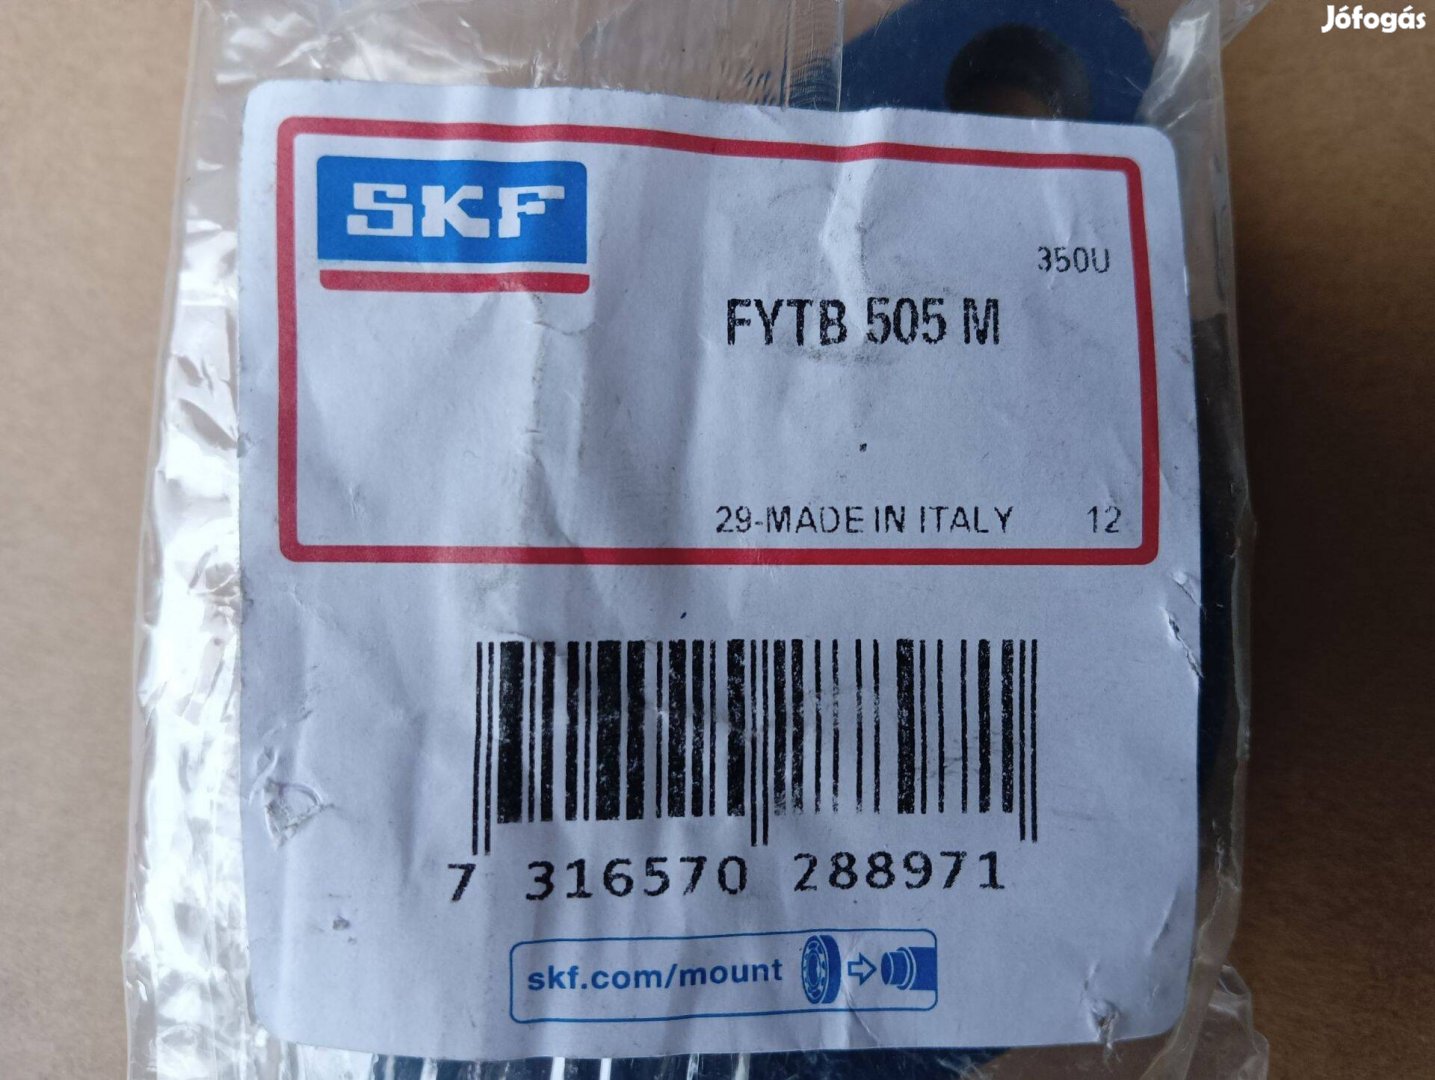 Jófogás
SKF
350U
FYTB 505 M
29-MADE IN ITALY 12
7 316570 288971
skf.com/mount